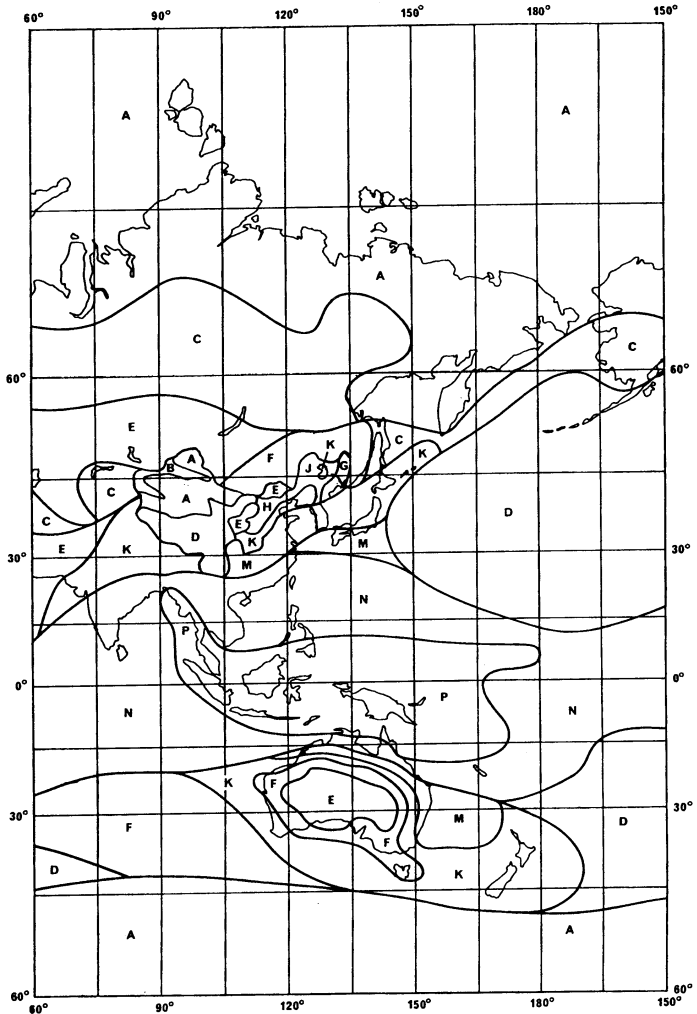 60° 90° 120° 150° 180° 150°
A A
A
C C
60° 60°
E K
A C
B F J G K
C A E
C H D
E
D
30° E K K M 30°
M
N
P
0° P 0°
N N
K F
E
30° M 30°
F D
F
D K
A A
60° 90° 120° 150° 180° 150° 60°